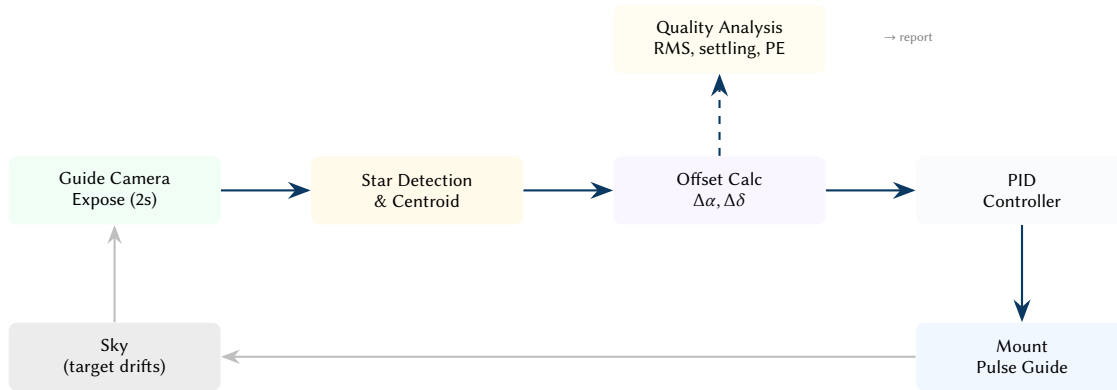 Quality Analysis
RMS, settling, PE
→ report
Guide Camera
Expose (2s)
Star Detection
& Centroid
Offset Calc
Δα, Δδ
PID
Controller
Sky
(target drifts)
Mount
Pulse Guide